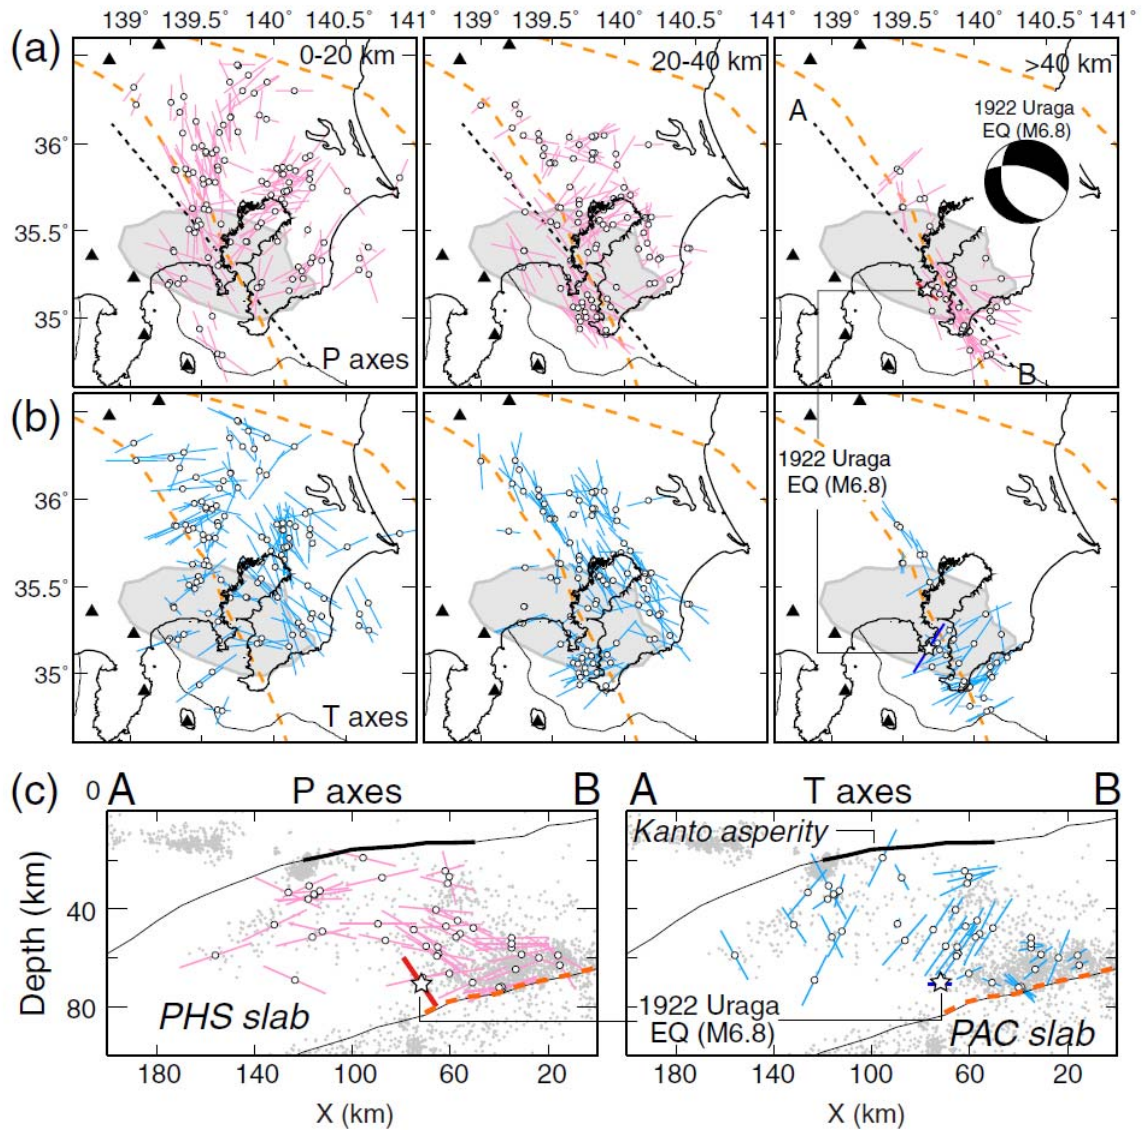 139˚ 139.5˚ 140˚ 140.5˚ 141˚ 139˚ 139.5˚ 140˚ 140.5˚ 141˚ 139˚ 139.5˚ 140˚ 140.5˚ 141˚
(a) 0-20 km 20-40 km >40 km
A
1922 Uraga
EQ (M6.8)
36˚
35.5˚
35˚
P axes
B
(b)
1922 Uraga
EQ (M6.8)
36˚
35.5˚
35˚
T axes
(c) 0 A P axes B A T axes B
Kanto asperity
Depth (km)
40
80
PHS slab
1922 Uraga
EQ (M6.8)
PAC slab
180 140 100 60 20 180 140 100 60 20
X (km) X (km)